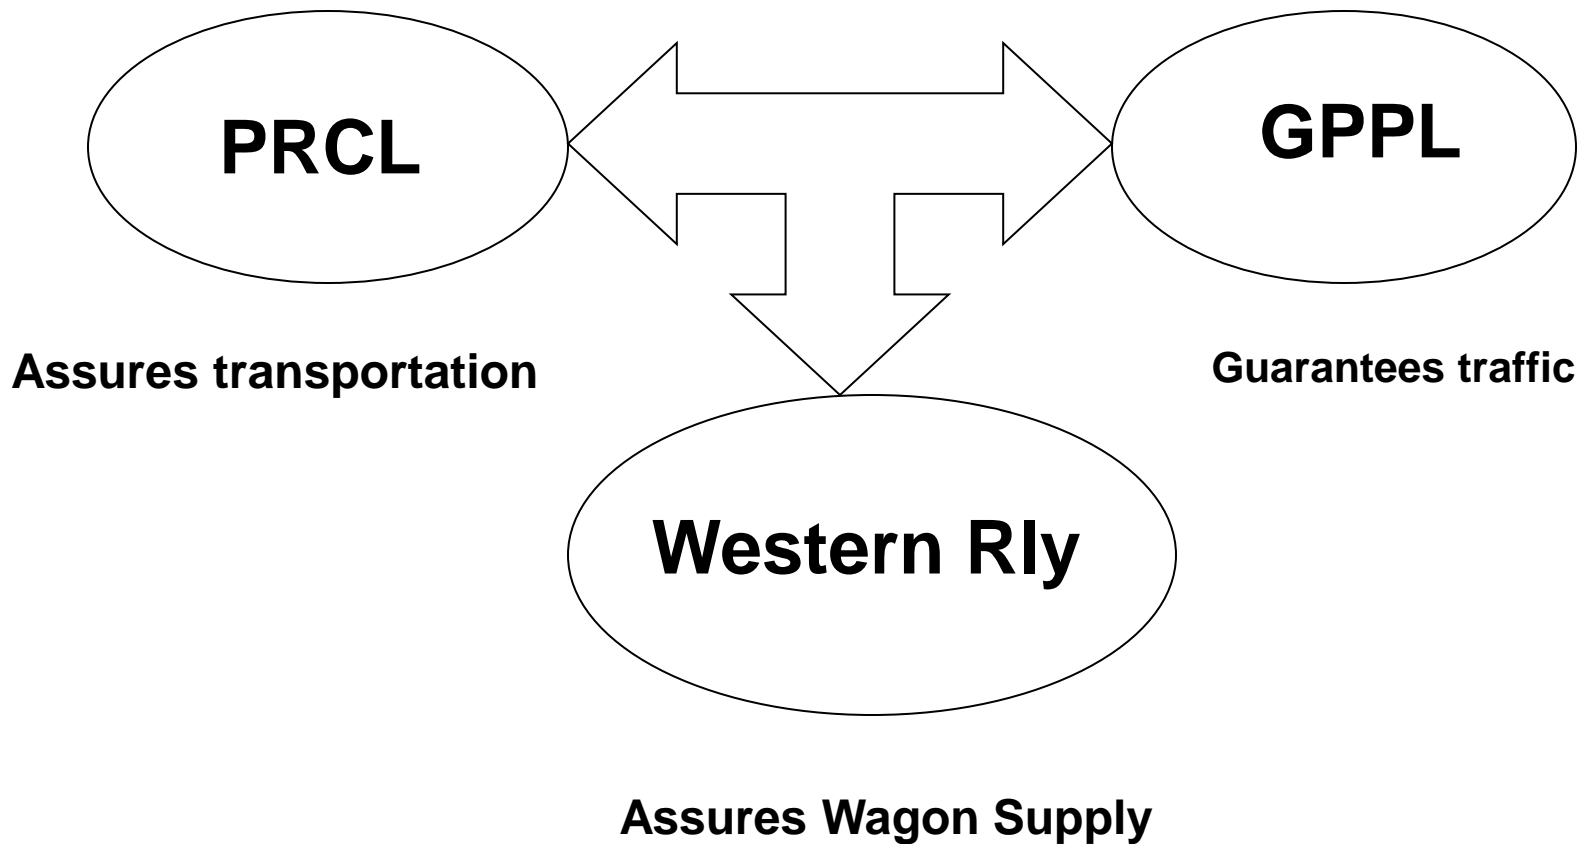 PRCL
GPPL
Assures transportation
Guarantees traffic
Western Rly
Assures Wagon Supply